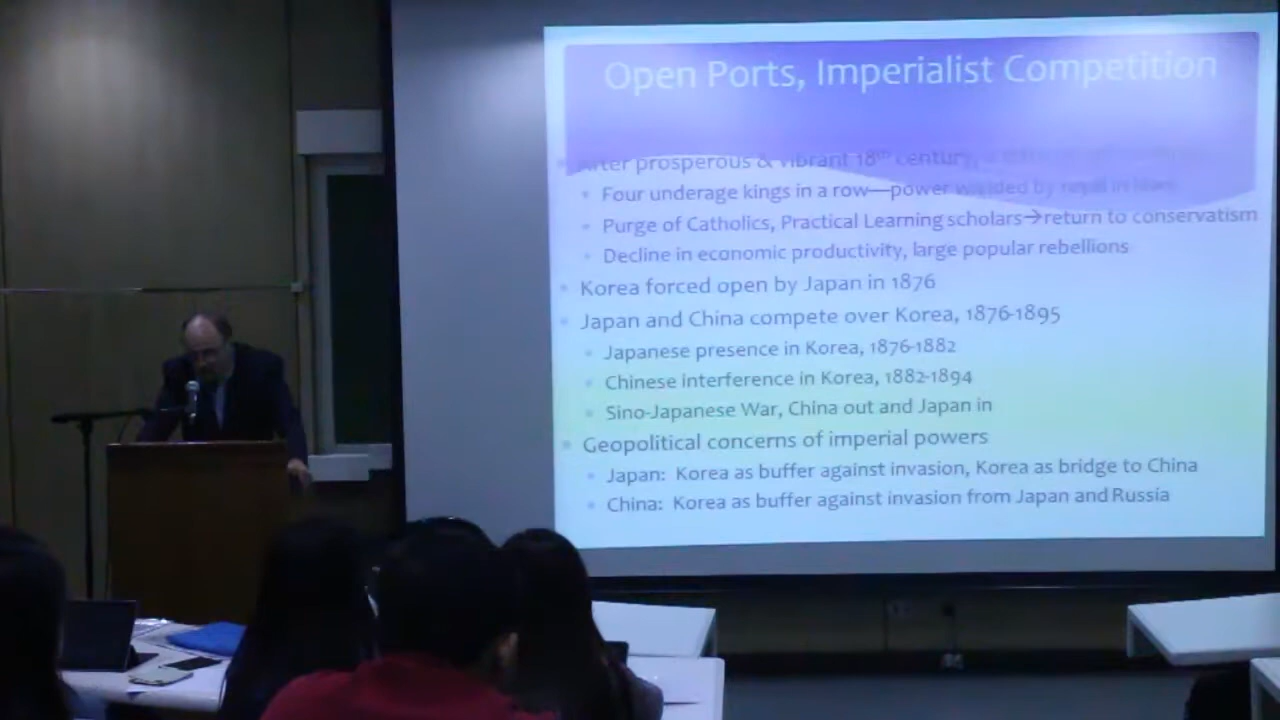 Open Ports, Imperialist Competition
After prosperous & vibrant 18th century,
Four underage kings in a row—power wielded by royal in-laws
Purge of Catholics, Practical Learning scholars→return to conservatism
Decline in economic productivity, large popular rebellions
Korea forced open by Japan in 1876
Japan and China compete over Korea, 1876-1895
Japanese presence in Korea, 1876-1882
Chinese interference in Korea, 1882-1894
Sino-Japanese War, China out and Japan in
Geopolitical concerns of imperial powers
Japan: Korea as buffer against invasion, Korea as bridge to China
China: Korea as buffer against invasion from Japan and Russia